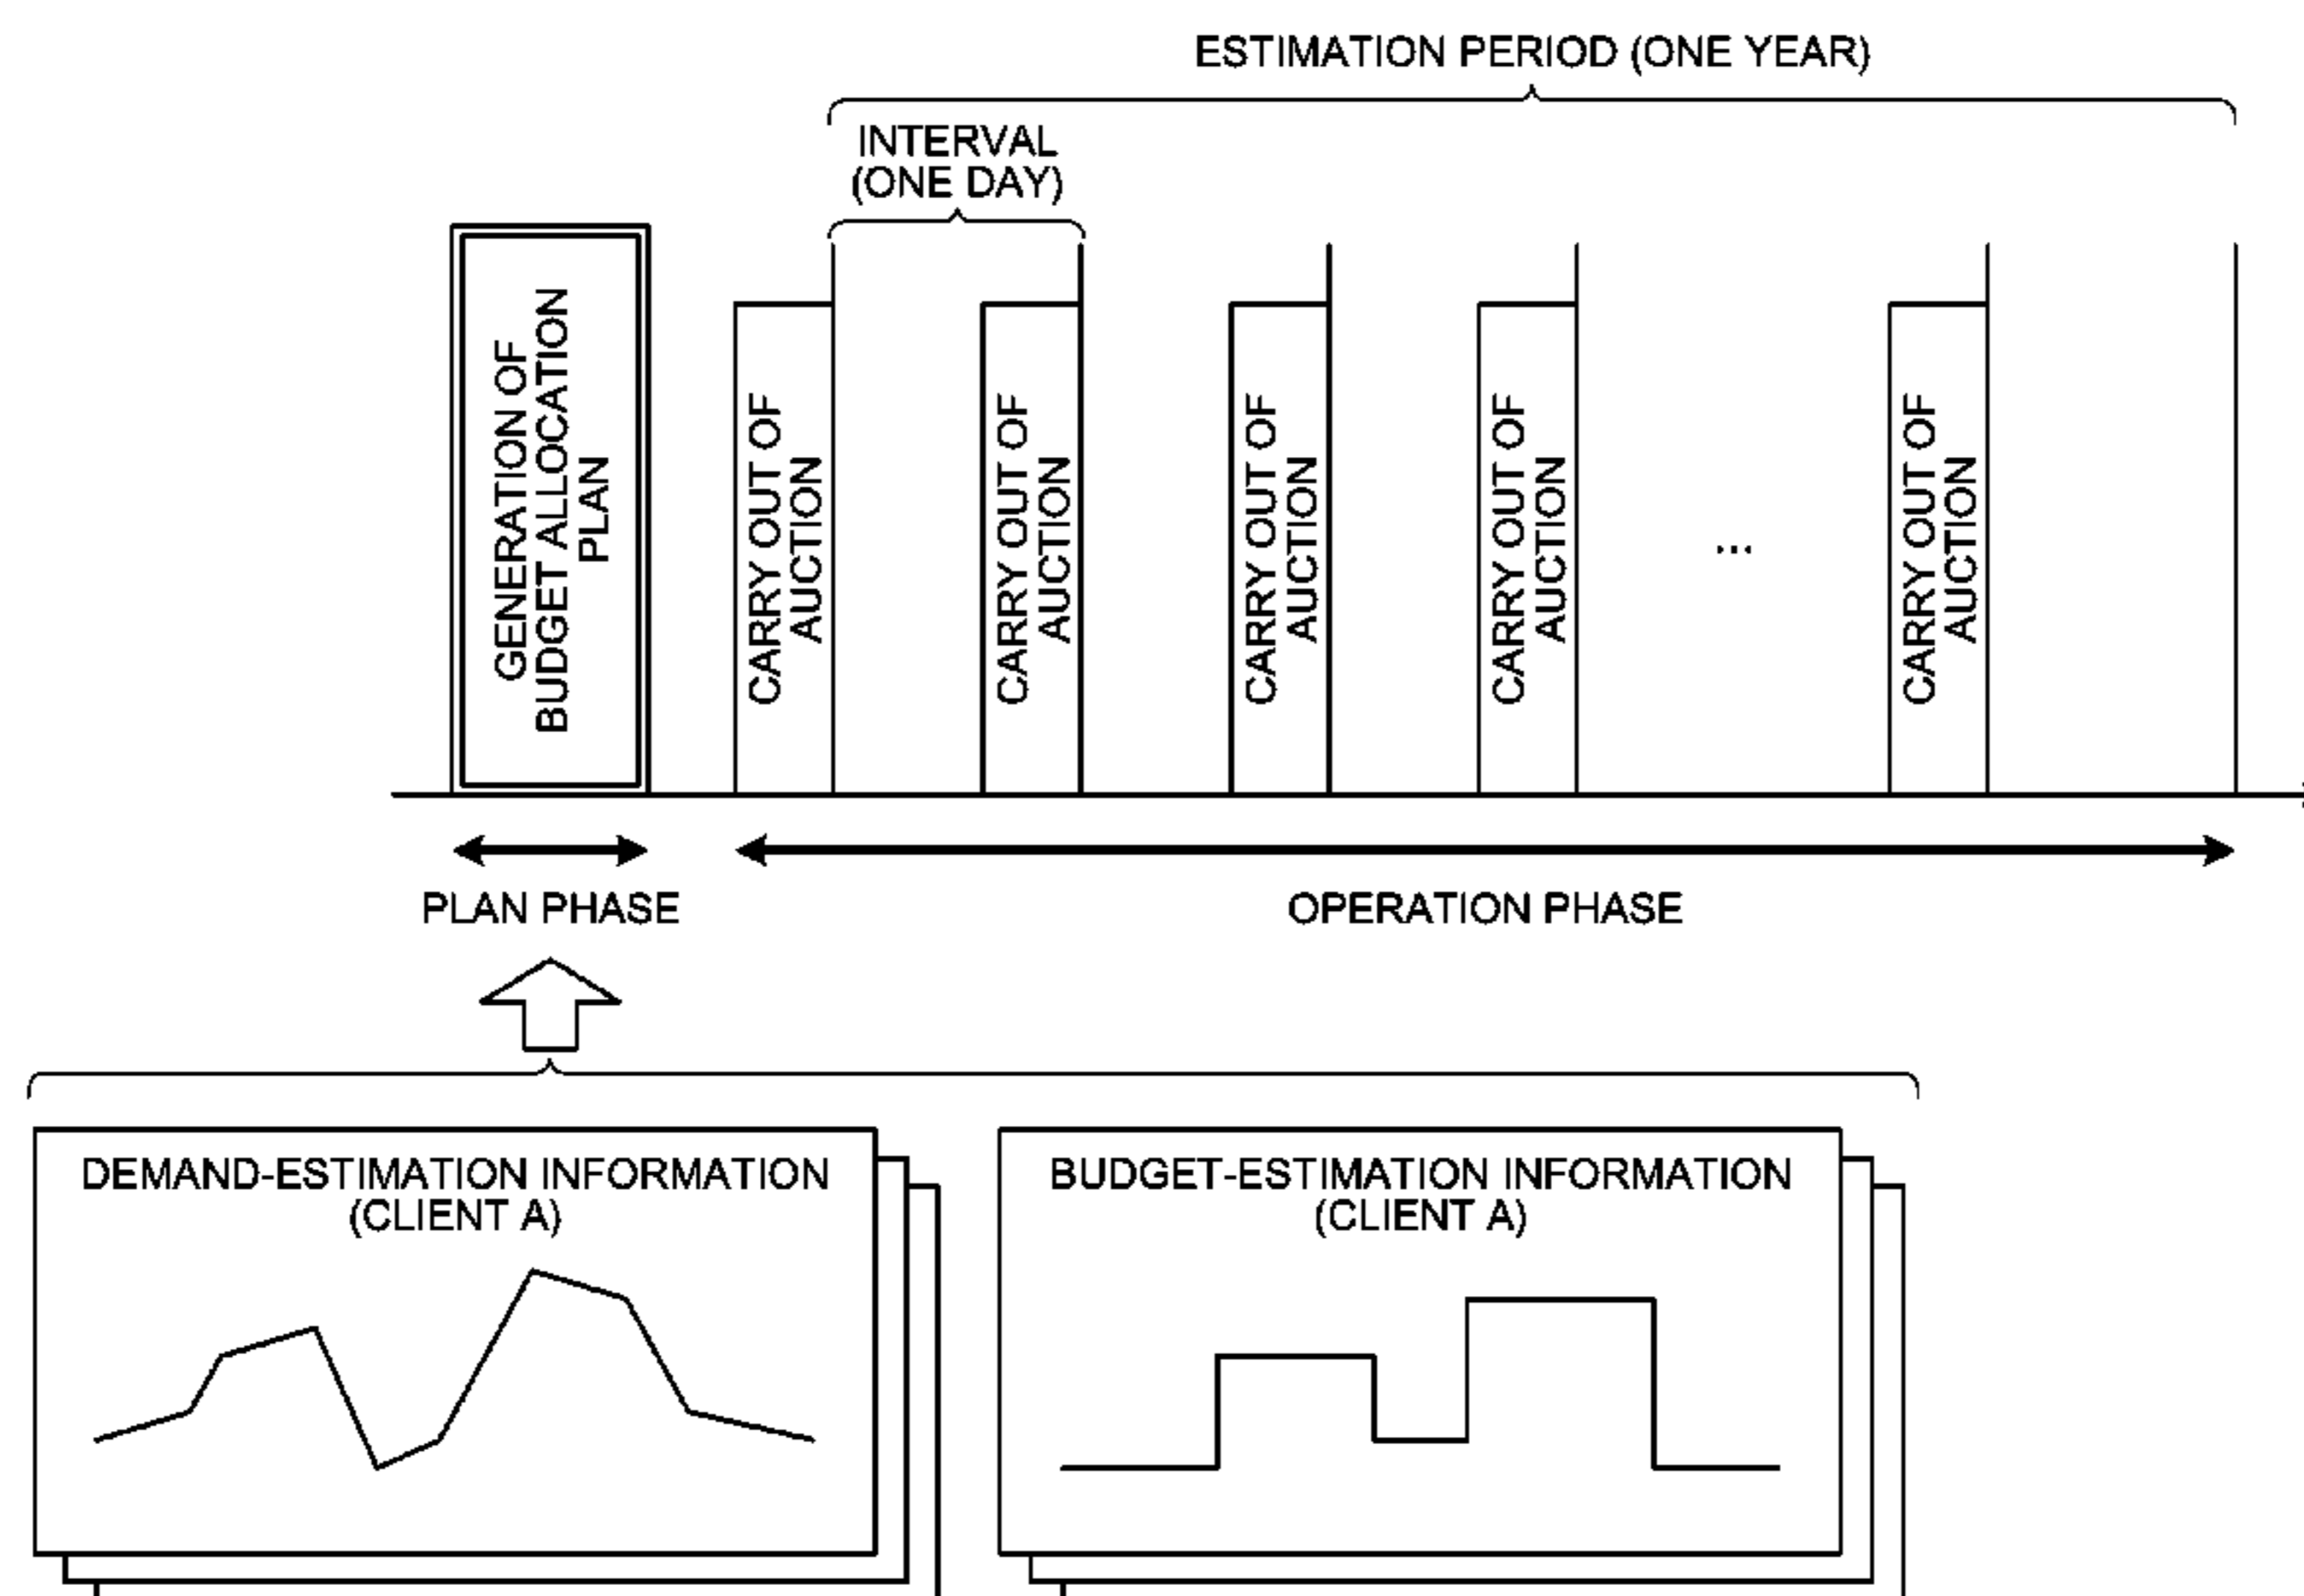 ESTIMATION PERIOD (ONE YEAR)
INTERVAL
(ONE DAY)
GENERATION OF
BUDGET ALLOCATION
PLAN
CARRY OUT OF
AUCTION
CARRY OUT OF
AUCTION
CARRY OUT OF
AUCTION
CARRY OUT OF
AUCTION
...
CARRY OUT OF
AUCTION
PLAN PHASE
OPERATION PHASE
DEMAND-ESTIMATION INFORMATION
(CLIENT A)
BUDGET-ESTIMATION INFORMATION
(CLIENT A)